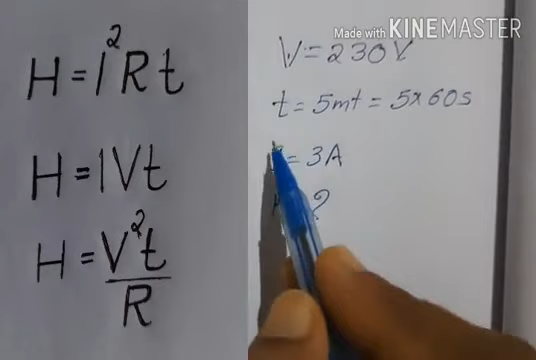 H = I²Rt
H = IVt
H = V²t
R
Made with KINEMASTER
V = 230V
t = 5mt = 5x60s
= 3A
?